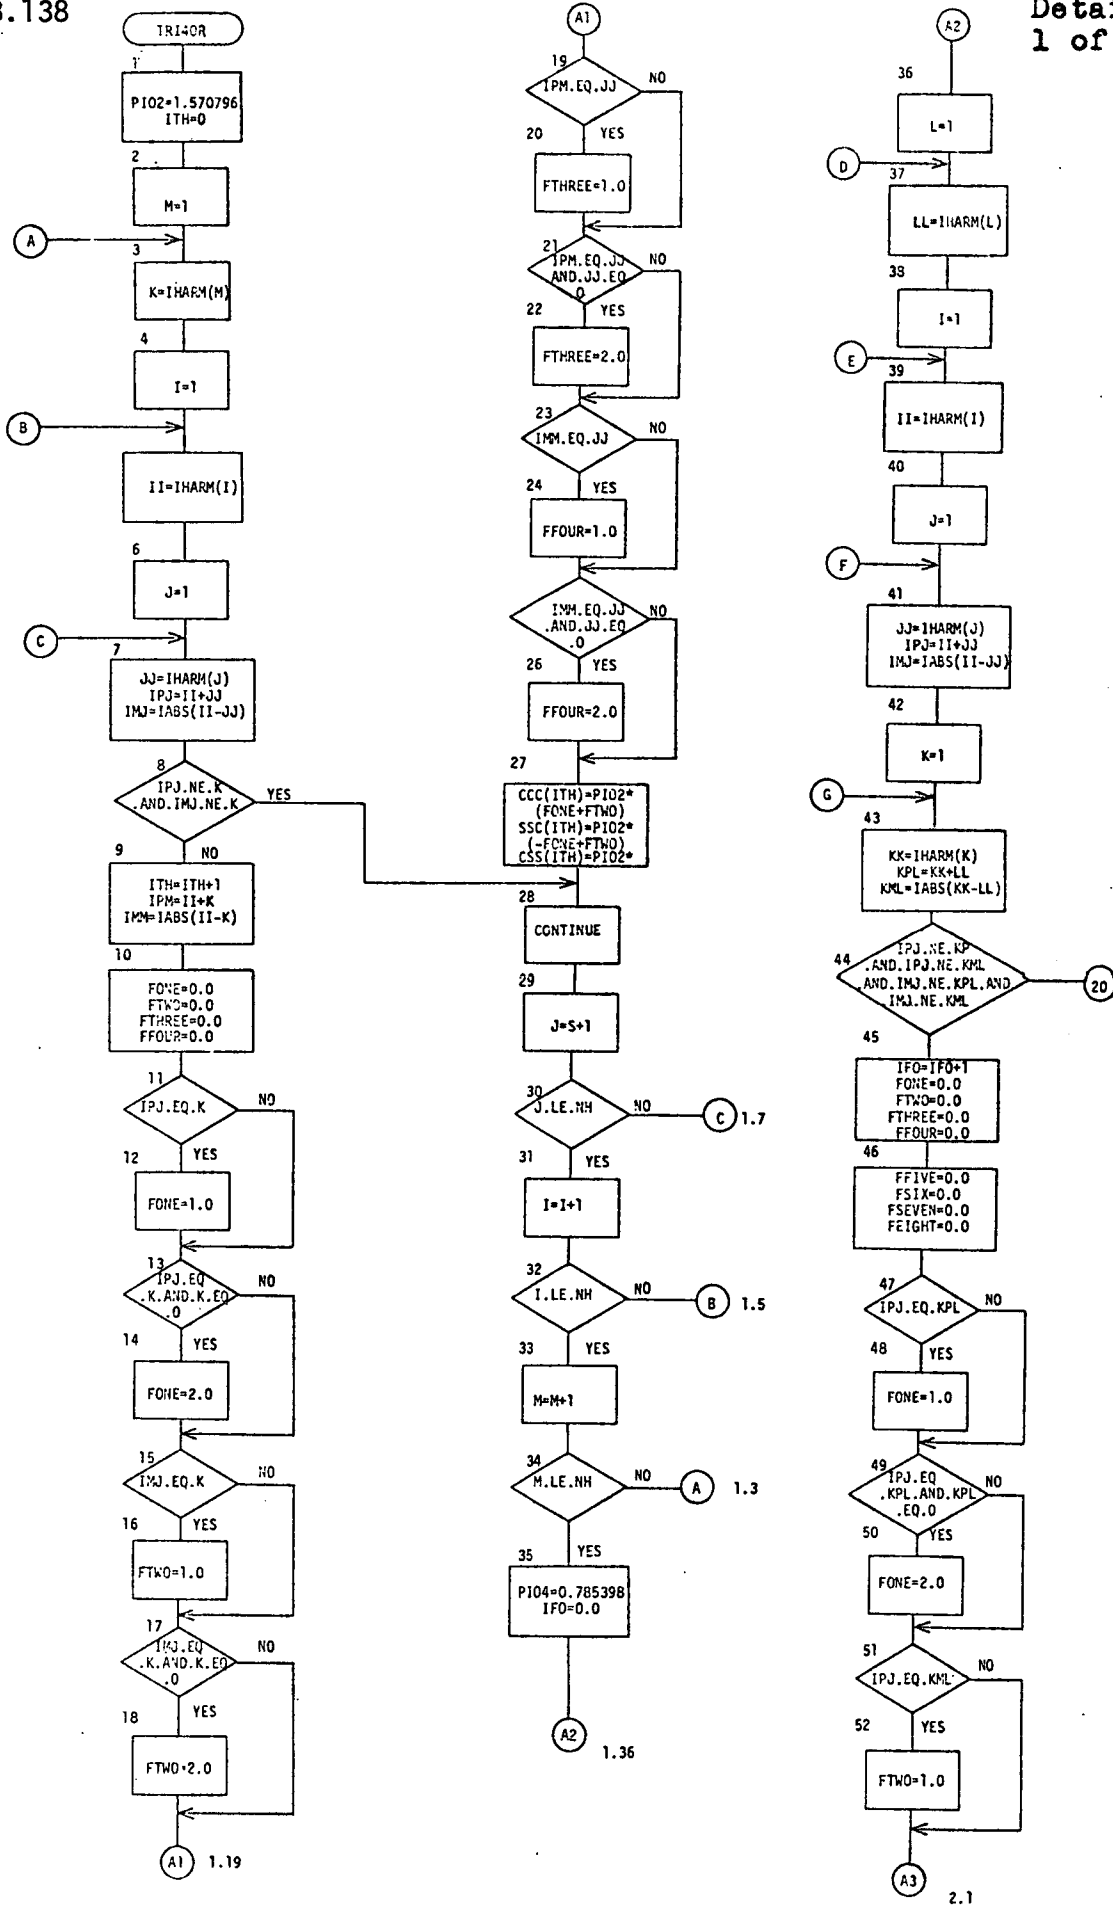 3.138
TRI4OR
1
PIO2=1.570796
ITH=0
2
M=1
A
3
K=IHARM(M)
4
I=1
B
II=IHARM(I)
6
J=1
C
7
JJ=IHARM(J)
IPJ=II+JJ
IMJ=IABS(II-JJ)
8
IPJ.NE.K
.AND.IMJ.NE.K
YES
NO
9
ITH=ITH+1
IPM=II+K
IMM=IABS(II-K)
10
FONE=0.0
FTWO=0.0
FTHREE=0.0
FFOUR=0.0
11
IPJ.EQ.K
NO
YES
12
FONE=1.0
13
IPJ.EQ
.K.AND.K.EQ
.0
NO
YES
14
FONE=2.0
15
IMJ.EQ.K
NO
YES
16
FTWO=1.0
17
IMJ.EQ
.K.AND.K.EQ
.0
NO
YES
18
FTWO=2.0
A1
1.19
A1
19
IPM.EQ.JJ
NO
YES
20
FTHREE=1.0
21
IPM.EQ.JJ
AND.JJ.EQ
0
NO
YES
22
FTHREE=2.0
23
IMM.EQ.JJ
NO
YES
24
FFOUR=1.0
IMM.EQ.JJ
.AND.JJ.EQ
.0
NO
YES
26
FFOUR=2.0
27
CCC(ITH)=PIO2*
(FONE+FTWO)
SSC(ITH)=PIO2*
(-FONE+FTWO)
CSS(ITH)=PIO2*
28
CONTINUE
29
J=S+1
30
J.LE.NH
NO
C
1.7
YES
31
I=I+1
32
I.LE.NH
NO
B
1.5
YES
33
M=M+1
34
M.LE.NH
NO
A
1.3
YES
35
PIO4=0.785398
IFO=0.0
A2
1.36
Detai
1 of
A2
36
L=1
D
37
LL=IHARM(L)
38
I=1
E
39
II=IHARM(I)
40
J=1
F
41
JJ=IHARM(J)
IPJ=II+JJ
IMJ=IABS(II-JJ)
42
K=1
G
43
KK=IHARM(K)
KPL=KK+LL
KML=IABS(KK-LL)
44
IPJ.NE.KP
.AND.IPJ.NE.KML
.AND.IMJ.NE.KPL.AND
.IMJ.NE.KML
20
45
IFO=IFO+1
FONE=0.0
FTWO=0.0
FTHREE=0.0
FFOUR=0.0
46
FFIVE=0.0
FSIX=0.0
FSEVEN=0.0
FEIGHT=0.0
47
IPJ.EQ.KPL
NO
YES
48
FONE=1.0
49
IPJ.EQ
.KPL.AND.KPL
.EQ.0
NO
YES
50
FONE=2.0
51
IPJ.EQ.KML
NO
YES
52
FTWO=1.0
A3
2.1